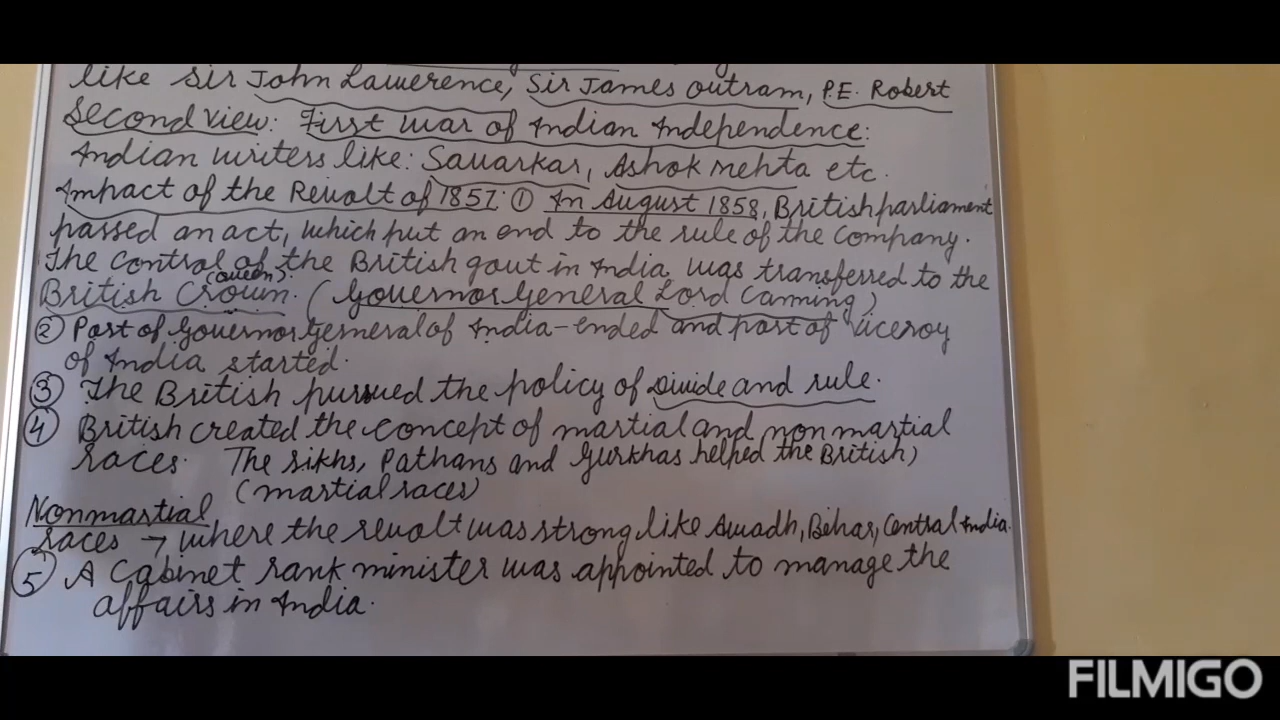 like Sir John Lawerence, Sir James outram, P.E. Robert
Second view: First war of Indian Independence:
Indian writers like: Savarkar, Ashok mehta etc.
Impact of the Revolt of 1857: ① In August 1858, British parliament
passed an act, which put an end to the rule of the Company.
The control of the British govt in India was transferred to the
(Queen)
British Crown. (Governor General Lord Canning)
② Post of Governor General of India-ended and post of viceroy
of India started.
③ The British pursued the policy of Divide and rule.
④ British created the concept of martial and non martial
races. The sikhs, Pathans and Gurkhas helped the British)
(martial races)
Nonmartial
races → where the revolt was strong like Awadh, Bihar, Central India.
⑤ A Cabinet rank minister was appointed to manage the
affairs in India.
FILMIGO